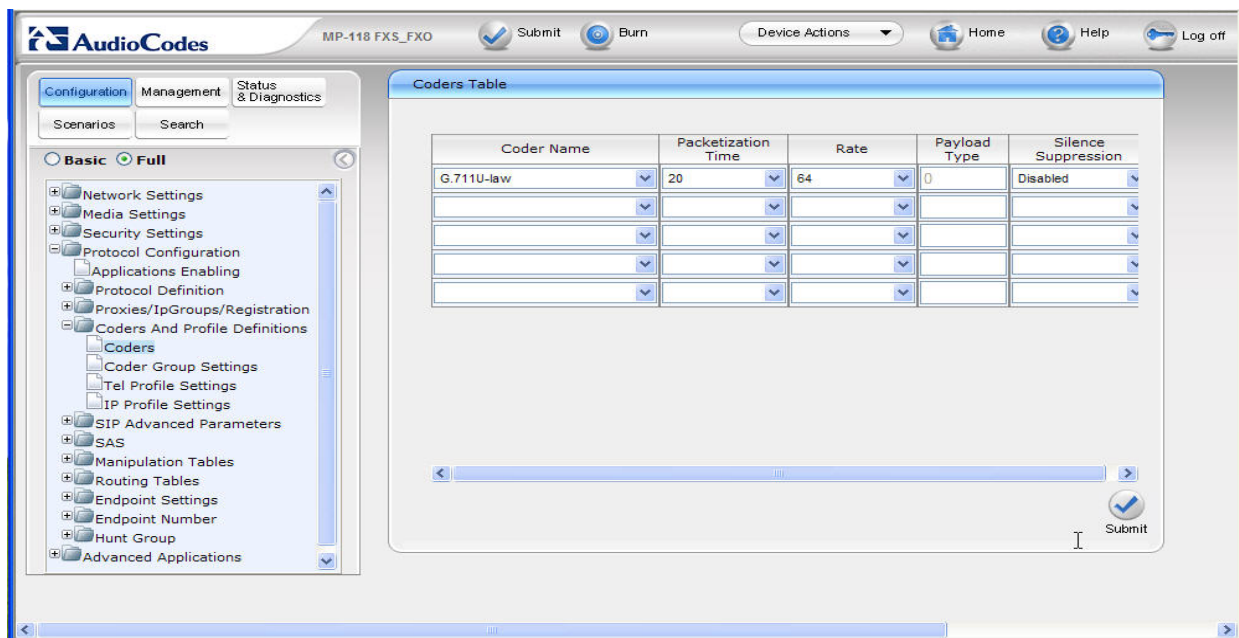 AudioCodes
MP-118 FXS_FXO
Submit
Burn
Device Actions
Home
Help
Log off
Configuration
Management
Status
& Diagnostics
Scenarios
Search
Basic
Full
Network Settings
Media Settings
Security Settings
Protocol Configuration
Applications Enabling
Protocol Definition
Proxies/IpGroups/Registration
Coders And Profile Definitions
Coders
Coder Group Settings
Tel Profile Settings
IP Profile Settings
SIP Advanced Parameters
SAS
Manipulation Tables
Routing Tables
Endpoint Settings
Endpoint Number
Hunt Group
Advanced Applications
Coders Table
Coder Name
Packetization
Time
Rate
Payload
Type
Silence
Suppression
G.711U-law
20
64
0
Disabled
Submit